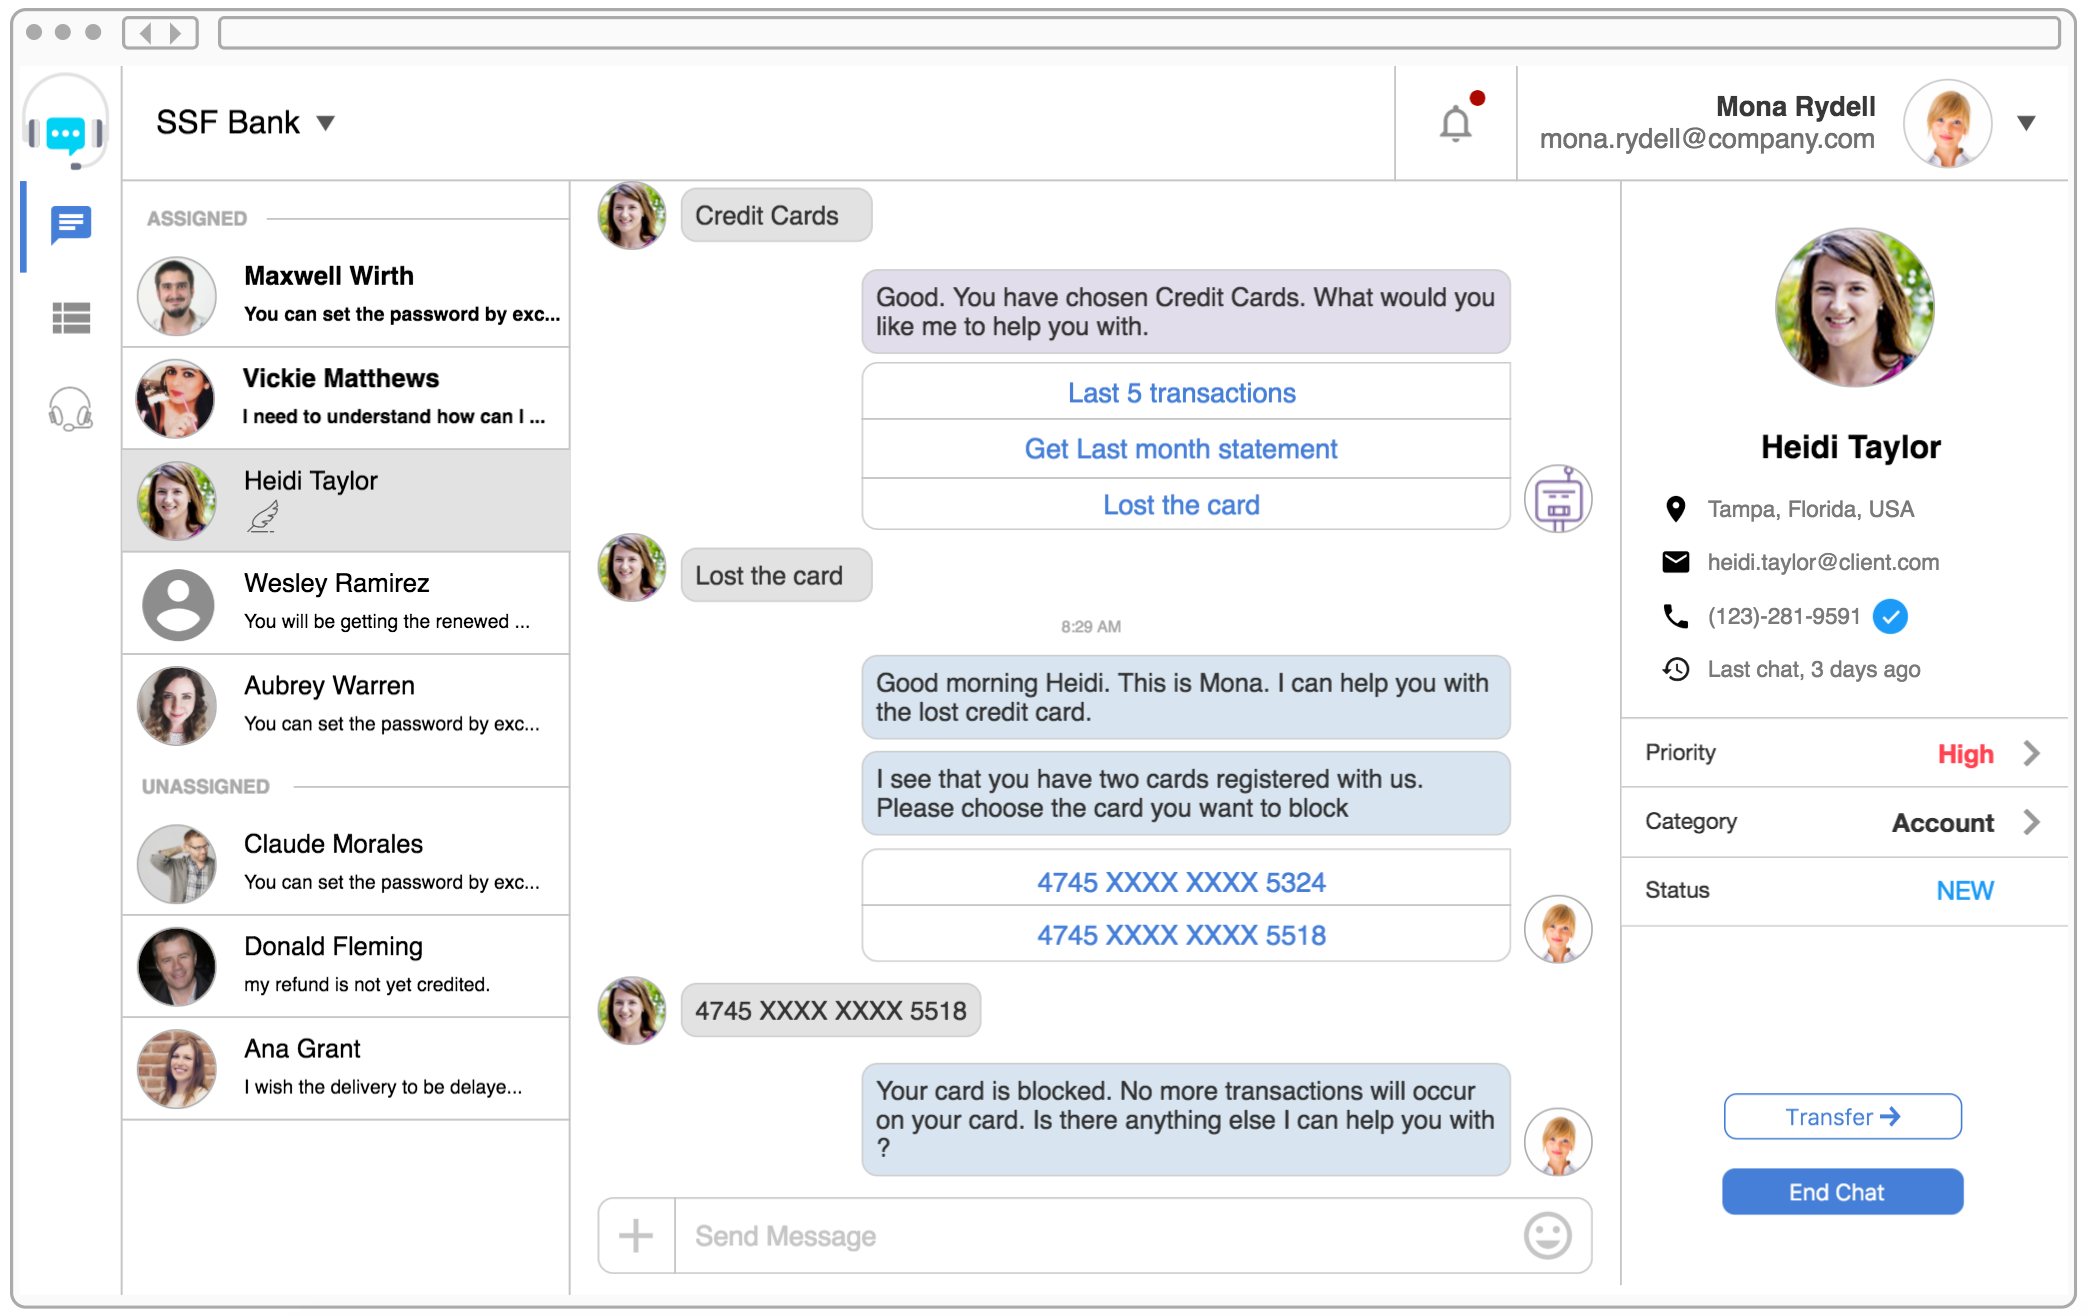 SSF Bank
Mona Rydell
mona.rydell@company.com
ASSIGNED
Maxwell Wirth
You can set the password by exc...
Vickie Matthews
I need to understand how can I ...
Heidi Taylor
Wesley Ramirez
You will be getting the renewed ...
Aubrey Warren
You can set the password by exc...
UNASSIGNED
Claude Morales
You can set the password by exc...
Donald Fleming
my refund is not yet credited.
Ana Grant
I wish the delivery to be delaye...
Credit Cards
Good. You have chosen Credit Cards. What would you
like me to help you with.
Last 5 transactions
Get Last month statement
Lost the card
Lost the card
8:29 AM
Good morning Heidi. This is Mona. I can help you with
the lost credit card.
I see that you have two cards registered with us.
Please choose the card you want to block
4745 XXXX XXXX 5324
4745 XXXX XXXX 5518
4745 XXXX XXXX 5518
Your card is blocked. No more transactions will occur
on your card. Is there anything else I can help you with
?
Send Message
Heidi Taylor
Tampa, Florida, USA
heidi.taylor@client.com
(123)-281-9591
Last chat, 3 days ago
Priority High
Category Account
Status NEW
Transfer
End Chat